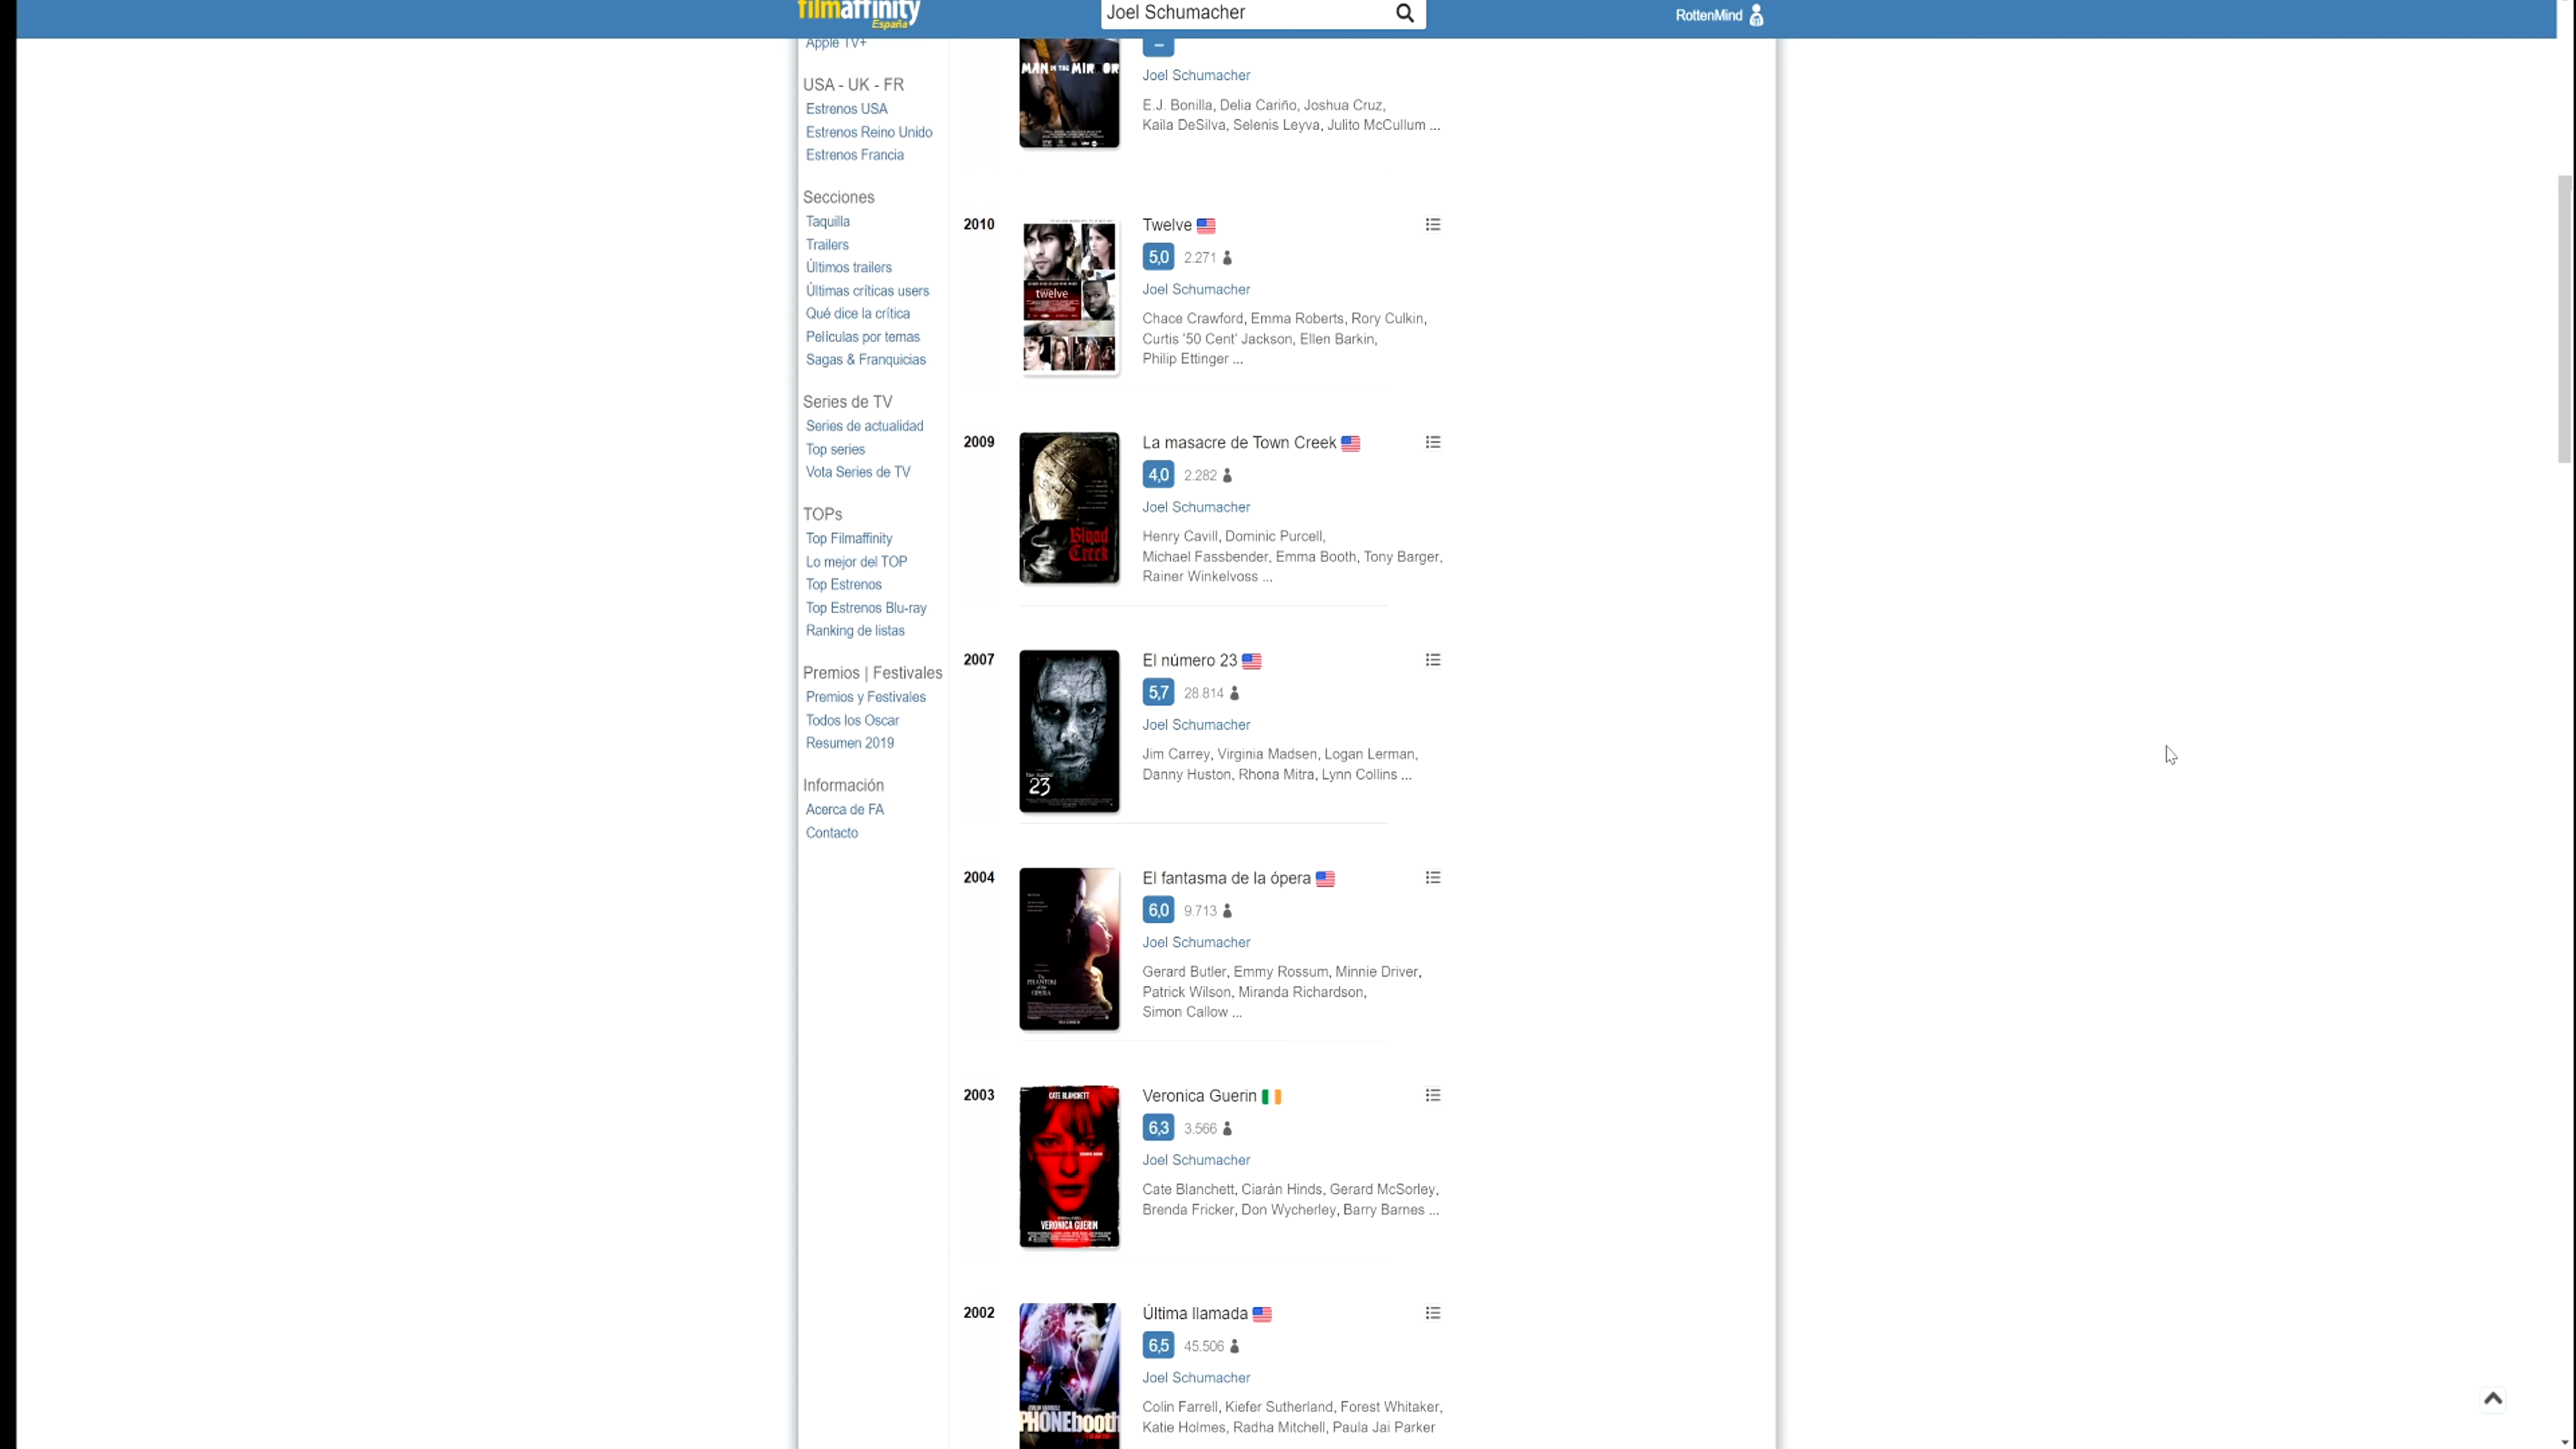 filmaffinity
España
Joel Schumacher
RottenMind
Apple TV+
USA - UK - FR
Estrenos USA
Estrenos Reino Unido
Estrenos Francia
Secciones
Taquilla
Trailers
Últimos trailers
Últimas críticas users
Qué dice la crítica
Películas por temas
Sagas & Franquicias
Series de TV
Series de actualidad
Top series
Vota Series de TV
TOPs
Top Filmaffinity
Lo mejor del TOP
Top Estrenos
Top Estrenos Blu-ray
Ranking de listas
Premios | Festivales
Premios y Festivales
Todos los Oscar
Resumen 2019
Información
Acerca de FA
Contacto
MAN IN THE MIRROR
–
Joel Schumacher
E.J. Bonilla, Delia Cariño, Joshua Cruz,
Kaila DeSilva, Selenis Leyva, Julito McCullum ...
2010
twelve
Twelve
5,0 2.271
Joel Schumacher
Chace Crawford, Emma Roberts, Rory Culkin,
Curtis '50 Cent' Jackson, Ellen Barkin,
Philip Ettinger ...
2009
Blood
Creek
La masacre de Town Creek
4,0 2.282
Joel Schumacher
Henry Cavill, Dominic Purcell,
Michael Fassbender, Emma Booth, Tony Barger,
Rainer Winkelvoss ...
2007
23
El número 23
5,7 28.814
Joel Schumacher
Jim Carrey, Virginia Madsen, Logan Lerman,
Danny Huston, Rhona Mitra, Lynn Collins ...
2004
The
PHANTOM
of the
OPERA
El fantasma de la ópera
6,0 9.713
Joel Schumacher
Gerard Butler, Emmy Rossum, Minnie Driver,
Patrick Wilson, Miranda Richardson,
Simon Callow ...
2003
CATE BLANCHETT
VERONICA GUERIN
Veronica Guerin
6,3 3.566
Joel Schumacher
Cate Blanchett, Ciarán Hinds, Gerard McSorley,
Brenda Fricker, Don Wycherley, Barry Barnes ...
2002
PHONEbooth
Última llamada
6,5 45.506
Joel Schumacher
Colin Farrell, Kiefer Sutherland, Forest Whitaker,
Katie Holmes, Radha Mitchell, Paula Jai Parker